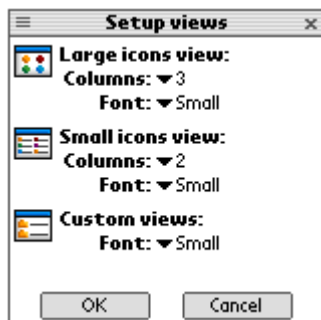 Setup views
Large icons view:
Columns: 3
Font: Small
Small icons view:
Columns: 2
Font: Small
Custom views:
Font: Small
OK Cancel